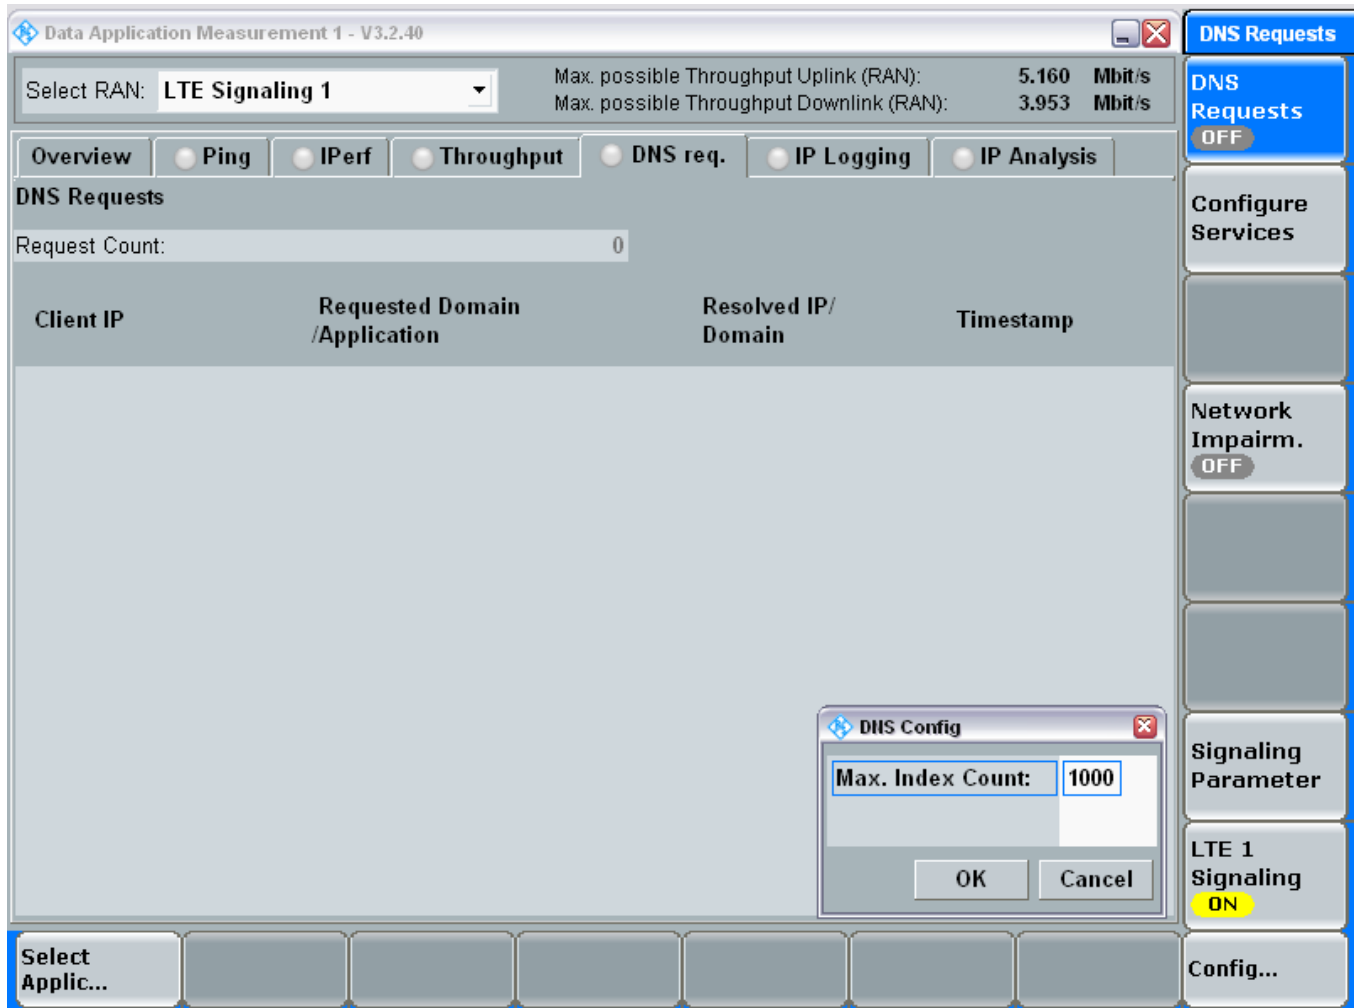 Data Application Measurement 1 - V3.2.40
DNS Requests
Select RAN: LTE Signaling 1
Max. possible Throughput Uplink (RAN): 5.160 Mbit/s
Max. possible Throughput Downlink (RAN): 3.953 Mbit/s
DNS
Requests
OFF
Overview Ping IPerf Throughput DNS req. IP Logging IP Analysis
DNS Requests
Request Count: 0
Configure
Services
Client IP
Requested Domain
/Application
Resolved IP/
Domain
Timestamp
Network
Impairm.
OFF
DNS Config
Max. Index Count: 1000
OK Cancel
Signaling
Parameter
LTE 1
Signaling
ON
Select
Applic...
Config...